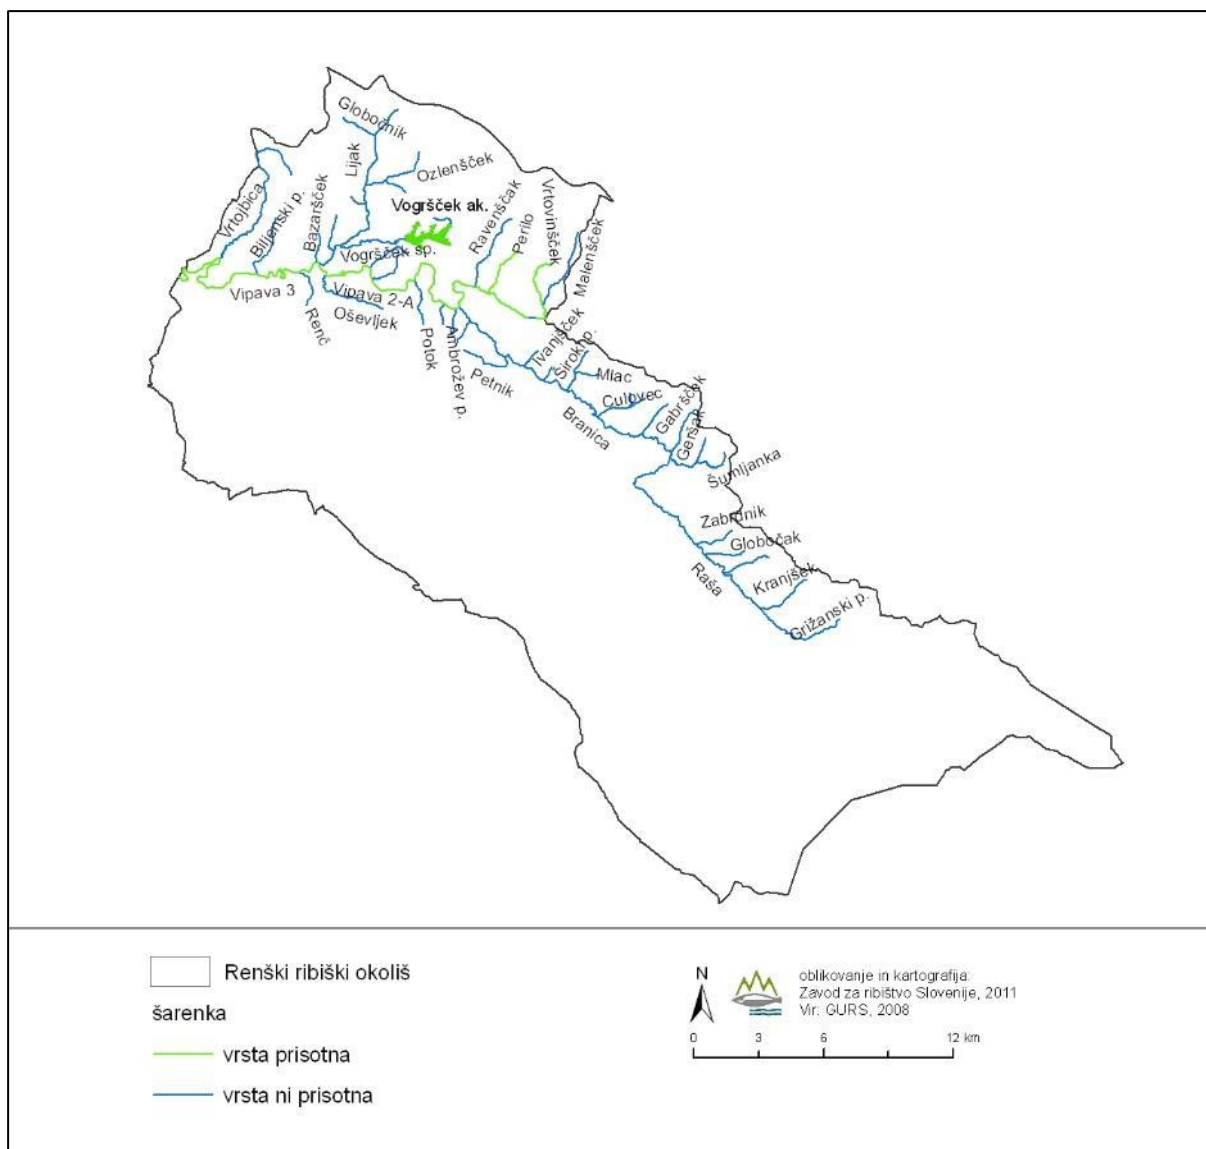 Globočnik
Lijak
Ozlenšček
Vrtojbica
Biljenski p.
Bazaršček
Vogršček ak.
Ravenščak
Perilo
Vrtovinšček
Malenšček
Vogršček sp.
Vipava 3
Vipava 2-A
Renč
Oševljek
Potok
Ambrožev p.
Petnik
Ivanjšček
Široki p.
Mlac
Culovec
Branica
Gabršček
Geršak
Šumljanka
Zabrdnik
Globočak
Raša
Kranjšek
Grižanski p.
Renški ribiški okoliš
šarenka
vrsta prisotna
vrsta ni prisotna
N
oblikovanje in kartografija:
Zavod za ribištvo Slovenije, 2011
Vir: GURS, 2008
0 3 6 12 km